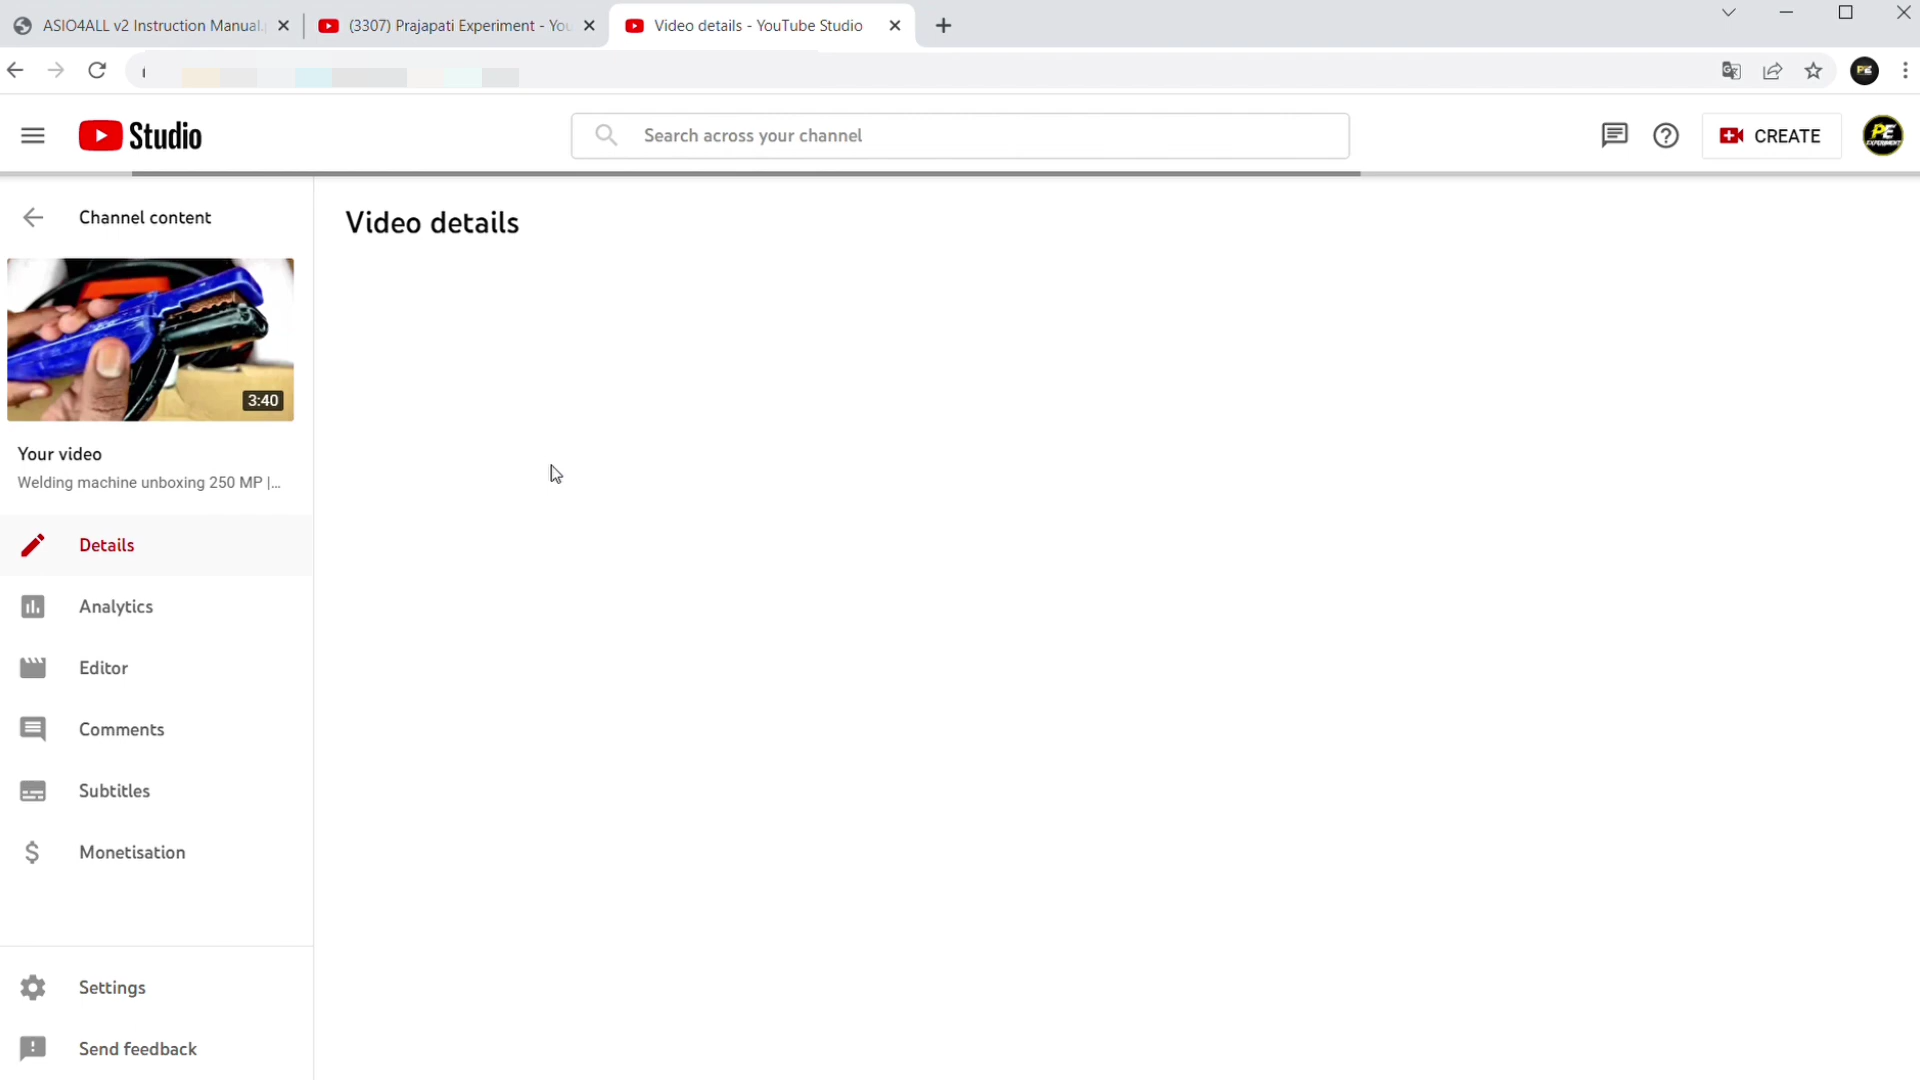 ASIO4ALL v2 Instruction Manual.
(3307) Prajapati Experiment - You
Video details - YouTube Studio
Studio
Search across your channel
CREATE
PE
EXPERIMENT
Channel content
Video details
3:40
Your video
Welding machine unboxing 250 MP |...
Details
Analytics
Editor
Comments
Subtitles
Monetisation
Settings
Send feedback